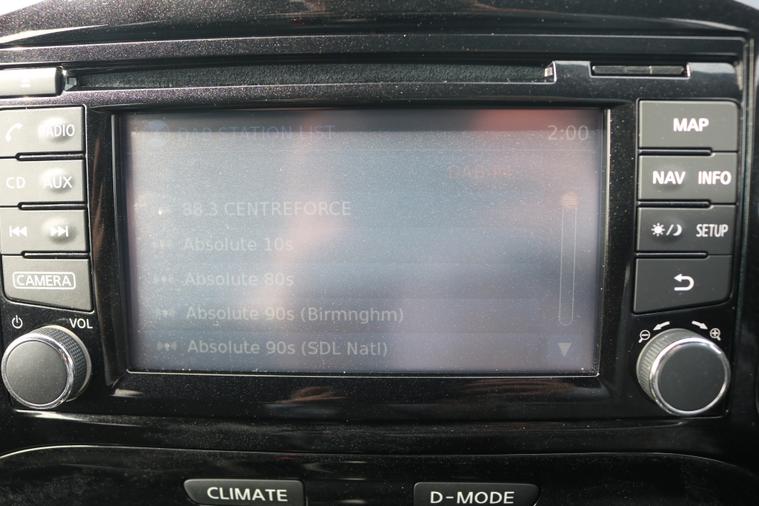 DAB STATION LIST 2:00
88.3 CENTREFORCE
Absolute 10s
Absolute 80s
Absolute 90s (Birmnghm)
Absolute 90s (SDL Natl)
RADIO
CD AUX
CAMERA
VOL
MAP
NAV INFO
SETUP
CLIMATE
D-MODE